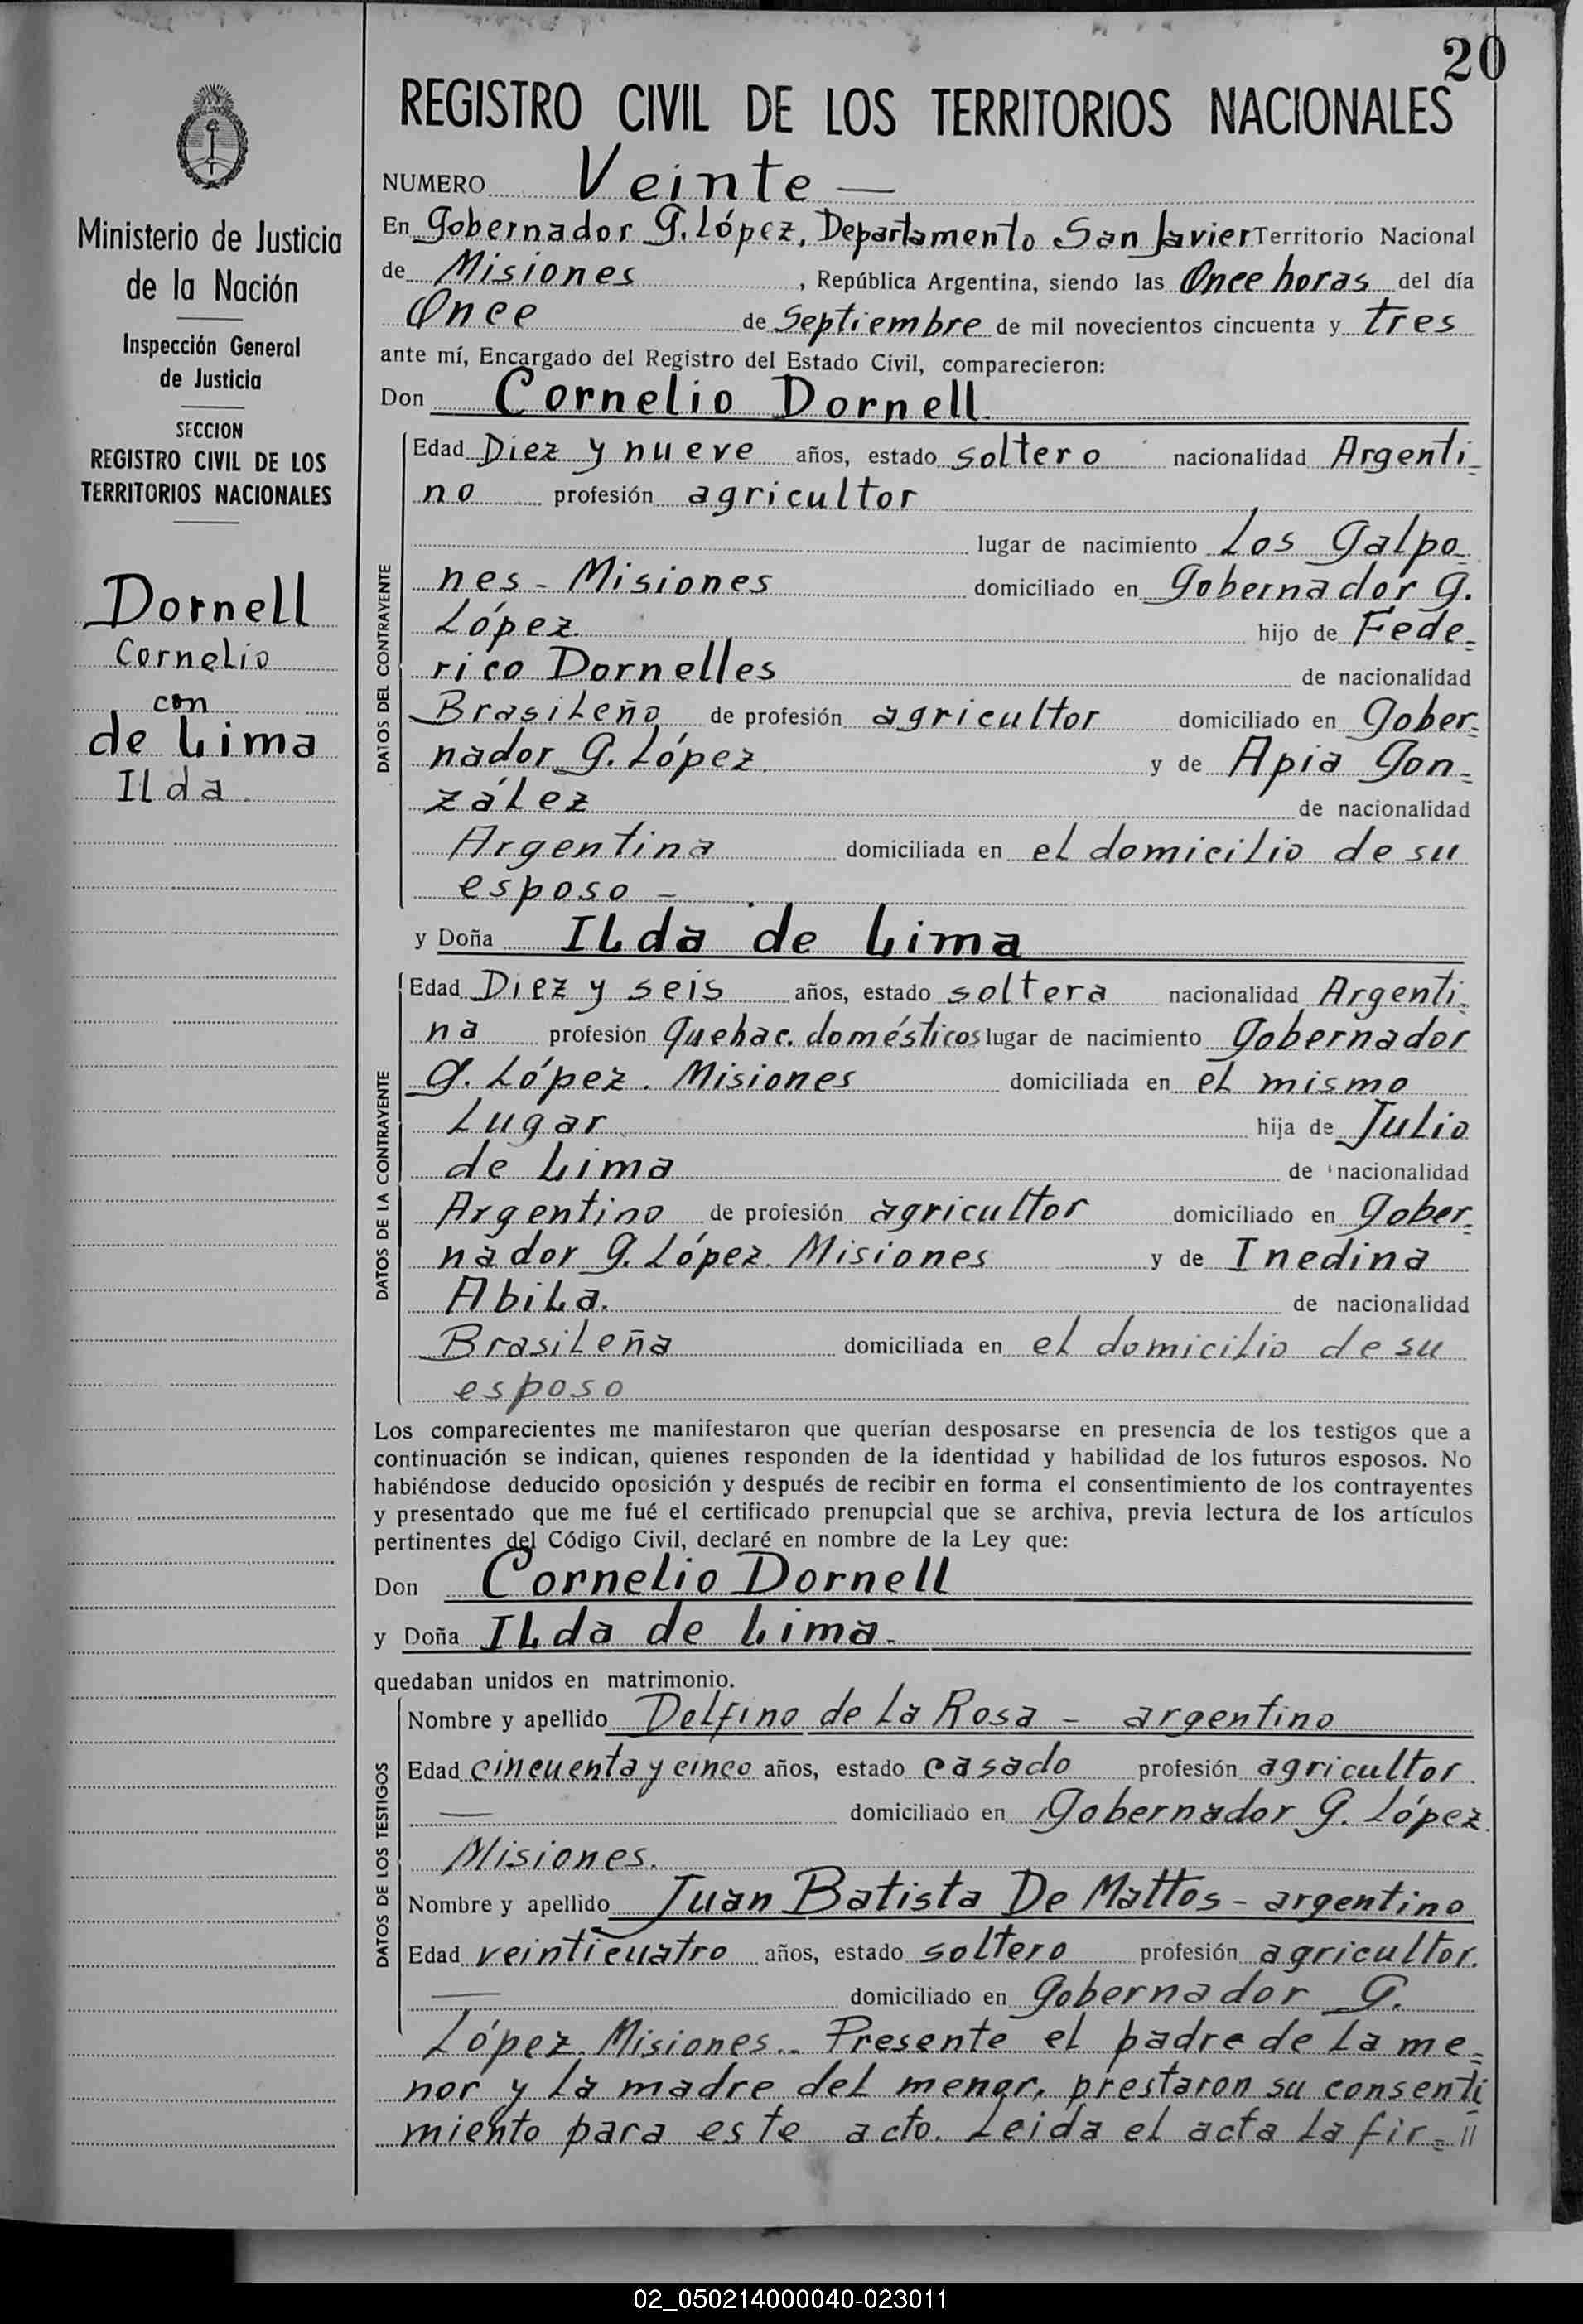 20
REGISTRO CIVIL DE LOS TERRITORIOS NACIONALES
Ministerio de Justicia
de la Nación
Inspección General
de Justicia
SECCION
REGISTRO CIVIL DE LOS
TERRITORIOS NACIONALES
Dornell
Cornelio
con
de Lima
Ilda
NUMERO Veinte —
En Gobernador G. López, Departamento San Javier Territorio Nacional
de Misiones, República Argentina, siendo las Once horas del día
Once de Septiembre de mil novecientos cincuenta y tres
ante mí, Encargado del Registro del Estado Civil, comparecieron:
Don Cornelio Dornell
DATOS DEL CONTRAYENTE
Edad Diez y nueve años, estado soltero nacionalidad Argenti=
no profesión agricultor
lugar de nacimiento Los Galpo=
nes - Misiones domiciliado en Gobernador G.
López. hijo de Fede=
rico Dornelles de nacionalidad
Brasileño de profesión agricultor domiciliado en Gober=
nador G. López. y de Apia Gon=
zález de nacionalidad
Argentina domiciliada en el domicilio de su
esposo -
y Doña Ilda de Lima
DATOS DE LA CONTRAYENTE
Edad Diez y seis años, estado soltera nacionalidad Argenti=
na profesión Quehac. domésticos lugar de nacimiento Gobernador
G. López. Misiones domiciliada en el mismo
Lugar hija de Julio
de Lima de nacionalidad
Argentino de profesión agricultor domiciliado en Gober=
nador G. López. Misiones y de Inedina
Abila. de nacionalidad
Brasileña domiciliada en el domicilio de su
esposo
Los comparecientes me manifestaron que querían desposarse en presencia de los testigos que a
continuación se indican, quienes responden de la identidad y habilidad de los futuros esposos. No
habiéndose deducido oposición y después de recibir en forma el consentimiento de los contrayentes
y presentado que me fué el certificado prenupcial que se archiva, previa lectura de los artículos
pertinentes del Código Civil, declaré en nombre de la Ley que:
Don Cornelio Dornell
y Doña Ilda de Lima.
quedaban unidos en matrimonio.
DATOS DE LOS TESTIGOS
Nombre y apellido Delfino de la Rosa - argentino
Edad cincuenta y cinco años, estado casado profesión agricultor.
— domiciliado en Gobernador G. López.
Misiones.
Nombre y apellido Juan Batista De Mattos - argentino
Edad veinticuatro años, estado soltero profesión agricultor.
— domiciliado en Gobernador G.
López. Misiones.. Presente el padre de la me=
nor y la madre del menor, prestaron su consenti
miento para este acto. Leida el acta la fir= //
02_050214000040-023011